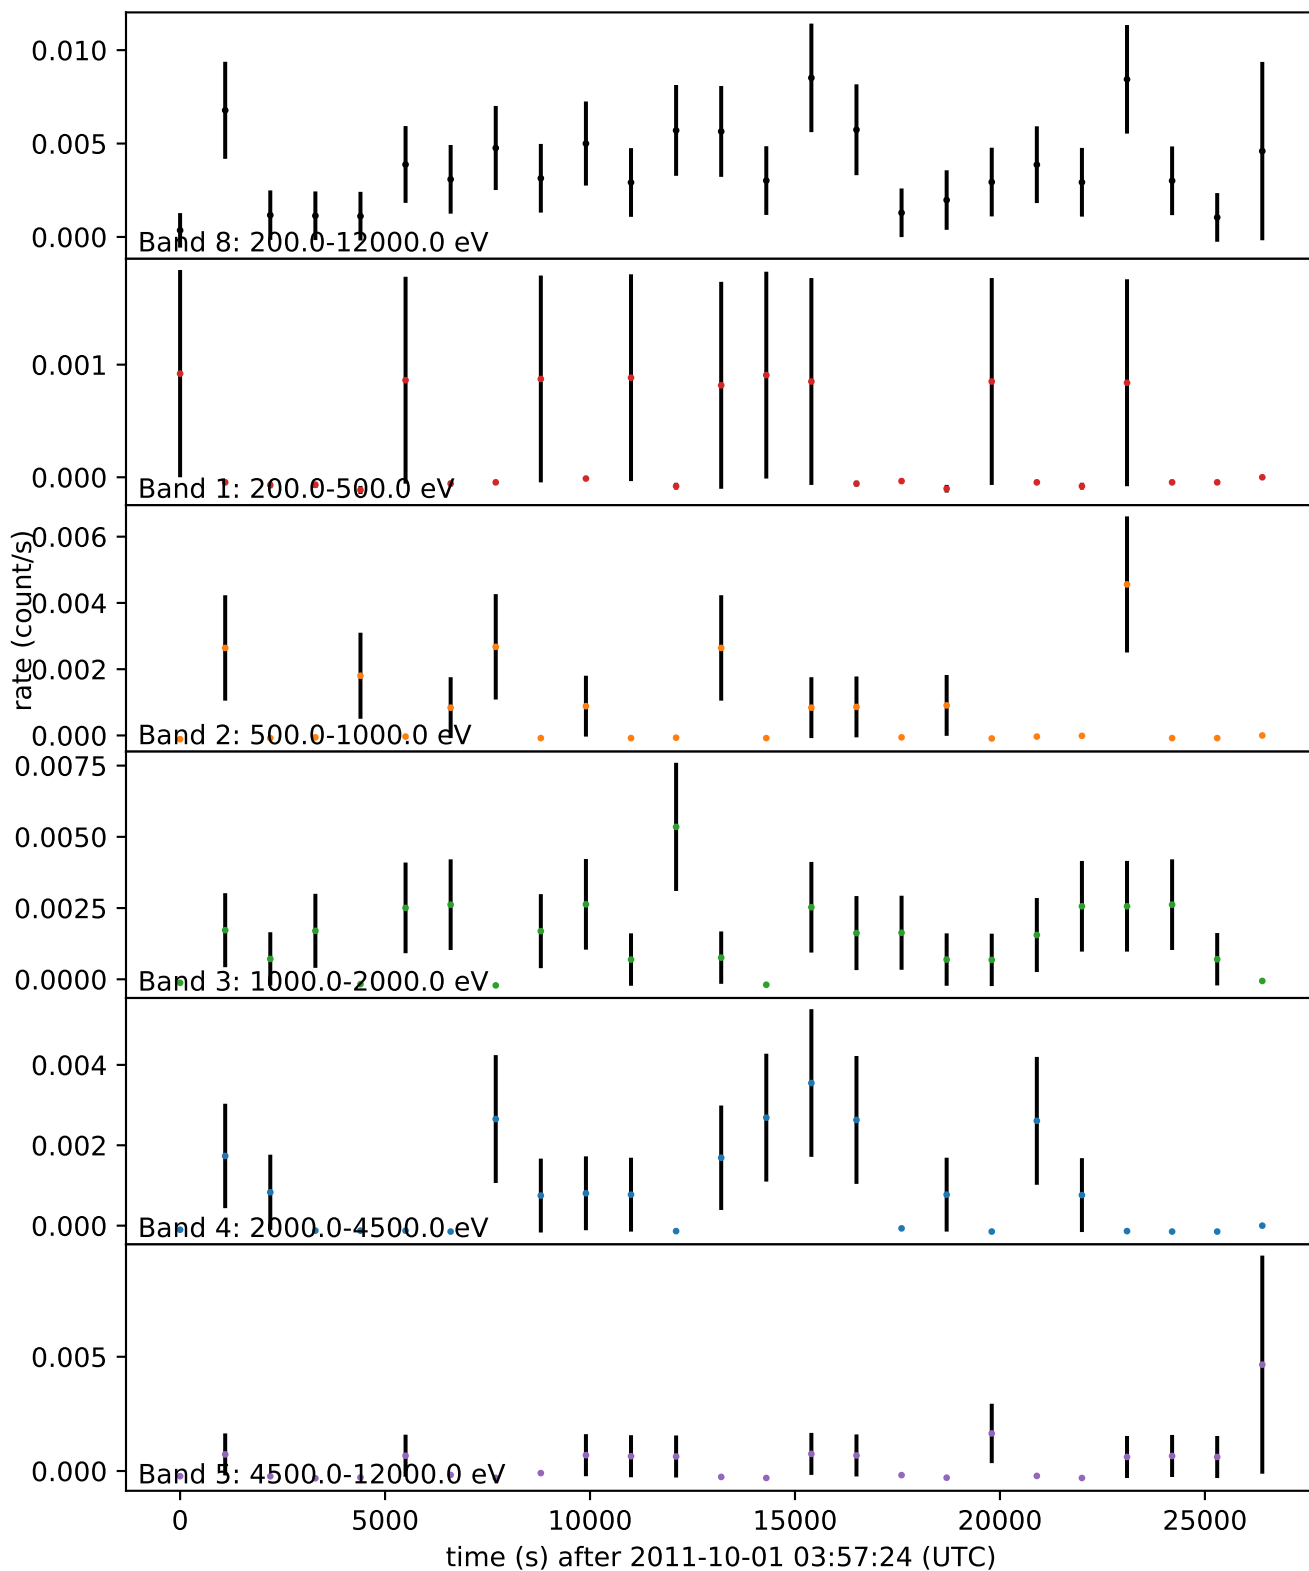 0.010
0.005
0.000
Band 8: 200.0-12000.0 eV
0.001
0.000
Band 1: 200.0-500.0 eV
rate (count/s)
0.006
0.004
0.002
0.000
Band 2: 500.0-1000.0 eV
0.0075
0.0050
0.0025
0.0000
Band 3: 1000.0-2000.0 eV
0.004
0.002
0.000
Band 4: 2000.0-4500.0 eV
0.005
0.000
Band 5: 4500.0-12000.0 eV
0 5000 10000 15000 20000 25000
time (s) after 2011-10-01 03:57:24 (UTC)